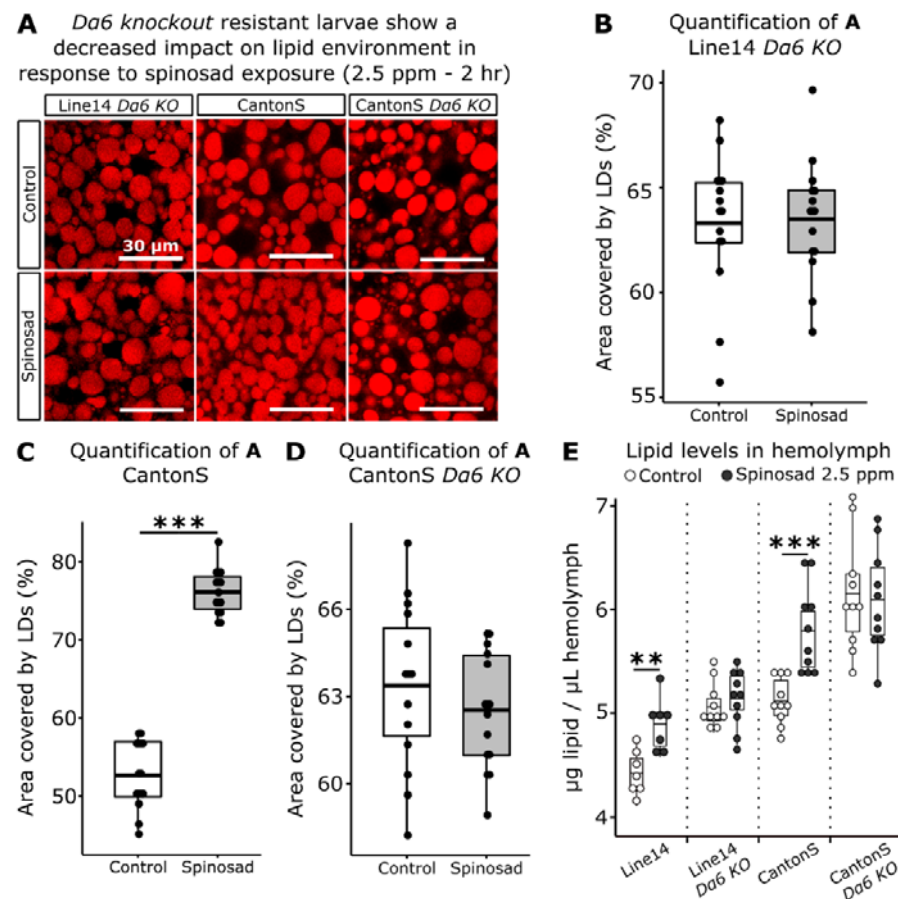 A Da6 knockout resistant larvae show a
decreased impact on lipid environment in
response to spinosad exposure (2.5 ppm - 2 hr)
Line14 Da6 KO CantonS CantonS Da6 KO
Control
30 μm
Spinosad
B Quantification of A
Line14 Da6 KO
Area covered by LDs (%)
70
65
60
55
Control Spinosad
C Quantification of A
CantonS
Area covered by LDs (%)
***
80
70
60
50
Control Spinosad
D Quantification of A
CantonS Da6 KO
Area covered by LDs (%)
66
63
60
Control Spinosad
E Lipid levels in hemolymph
Control Spinosad 2.5 ppm
μg lipid / μL hemolymph
7
6
5
4
**
***
Line14
Line14
Da6 KO
CantonS
CantonS
Da6 KO